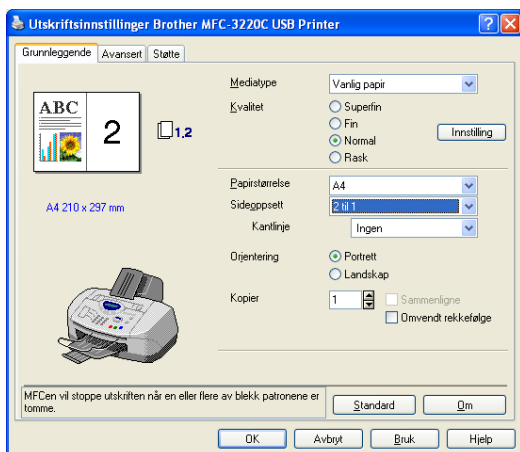 Utskriftsinnstillinger Brother MFC-3220C USB Printer
Grunnleggende Avansert Støtte
Mediatype Vanlig papir
Kvalitet Superfin
Fin
Normal Innstilling
Rask
ABC
2
1.2
Papirstørrelse A4
A4 210 x 297 mm
Sideoppsett 2 til 1
Kantlinje Ingen
Orientering Portrett
Landskap
Kopier 1 Sammenligne
Omvendt rekkefølge
MFCen vil stoppe utskriften når en eller flere av blekk patronene er
tomme.
Standard Om
OK Avbryt Bruk Hjelp